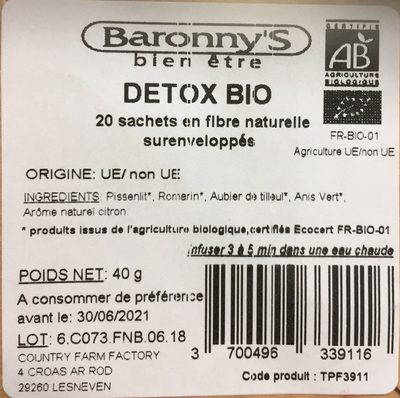 Baronny'S
bien être
CERTIFIÉ
AB
AGRICULTURE
BIOLOGIQUE
DETOX BIO
20 sachets en fibre naturelle
surenveloppés
FR-BIO-01
Agriculture UE/non UE
ORIGINE: UE/ non UE
INGREDIENTS: Pissenlit*, Romarin*, Aubier de tilleul*, Anis Vert*,
Arôme naturel citron.
* produits issus de l'agriculture biologique,certifiés Ecocert FR-BIO-01
Infuser 3 à 5 min dans une eau chaude
POIDS NET: 40 g
A consommer de préférence
avant le: 30/06/2021
LOT: 6.C073.FNB.06.18
COUNTRY FARM FACTORY
4 CROAS AR ROD
29260 LESNEVEN
3 700496 339116
Code produit : TPF3911